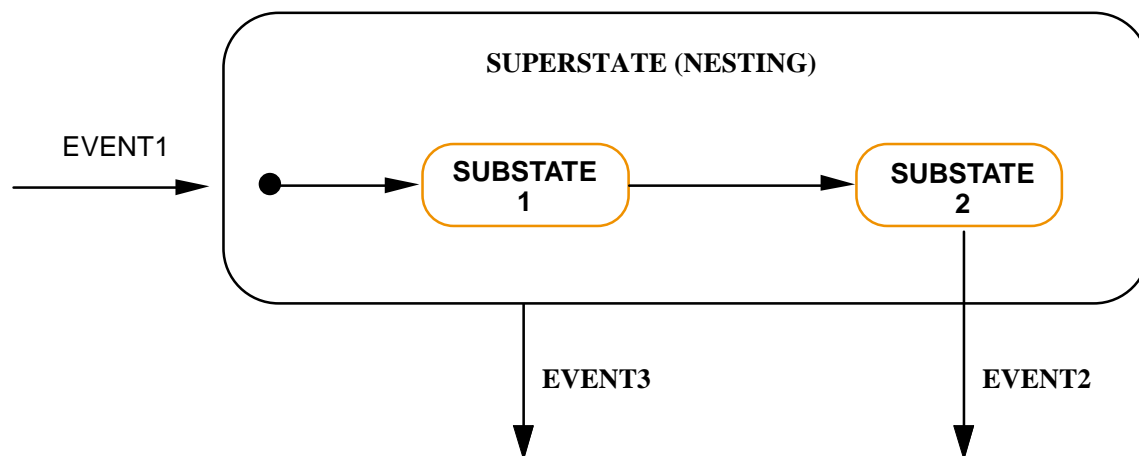 SUPERSTATE (NESTING)
EVENT1
SUBSTATE
1
SUBSTATE
2
EVENT3
EVENT2